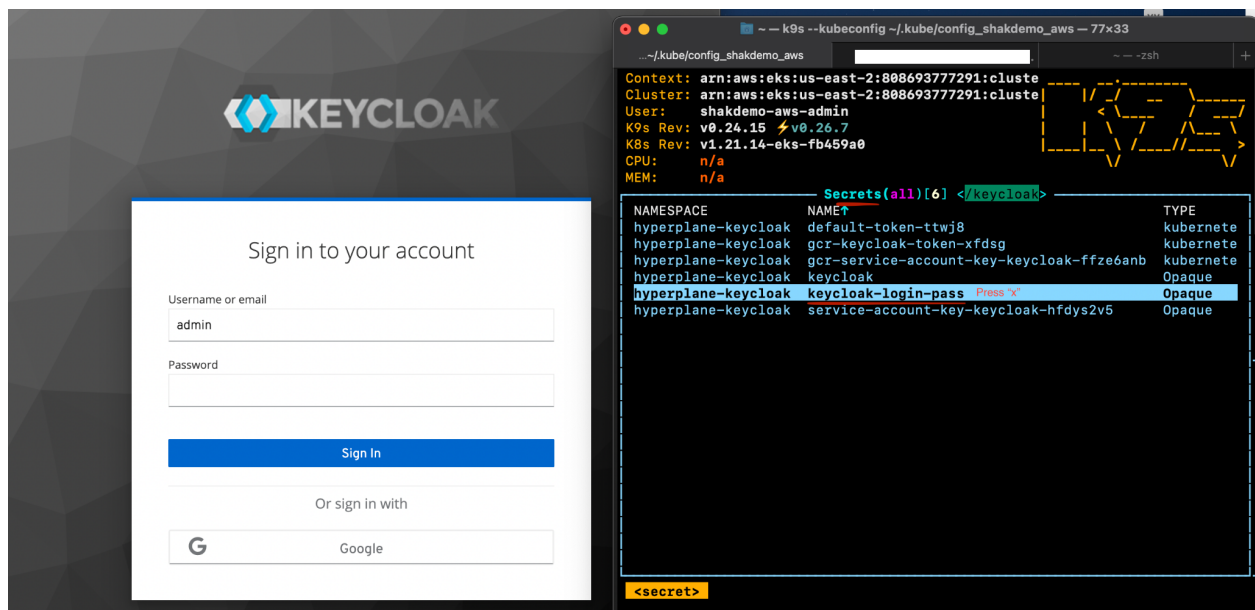 KEYCLOAK
Sign in to your account
Username or email
admin
Password
Sign In
Or sign in with
G Google
~ — k9s --kubeconfig ~/.kube/config_shakdemo_aws — 77×33
...~/.kube/config_shakdemo_aws
~ — -zsh
+
Context: arn:aws:eks:us-east-2:808693777291:cluste
Cluster: arn:aws:eks:us-east-2:808693777291:cluste
User: shakdemo-aws-admin
K9s Rev: v0.24.15 ⚡v0.26.7
K8s Rev: v1.21.14-eks-fb459a0
CPU: n/a
MEM: n/a
Secrets(all)[6] </keycloak>
NAMESPACE NAME↑ TYPE
hyperplane-keycloak default-token-ttwj8 kubernete
hyperplane-keycloak gcr-keycloak-token-xfdsg kubernete
hyperplane-keycloak gcr-service-account-key-keycloak-ffze6anb kubernete
hyperplane-keycloak keycloak Opaque
hyperplane-keycloak keycloak-login-pass Press "x" Opaque
hyperplane-keycloak service-account-key-keycloak-hfdys2v5 Opaque
<secret>